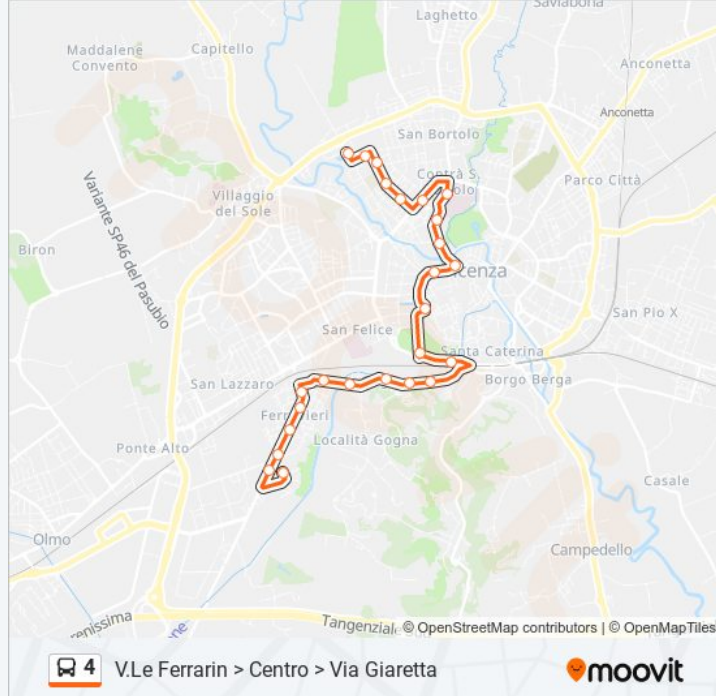 Saviabona
Laghetto
Maddalene
Convento
Capitello
Anconetta
Anconetta
San Bortolo
Contrà S.
Parco Città
Villaggio
del Sole
Variante SP46 del Pasubio
Biron
San Pio X
San Felice
Santa Caterina
San Lazzaro
Borgo Berga
Località Gogna
Ponte Alto
Casale
Olmo
Campedello
Tangenziale
© OpenStreetMap contributors | © OpenMapTiles
4 V.Le Ferrarin > Centro > Via Giaretta
moovit